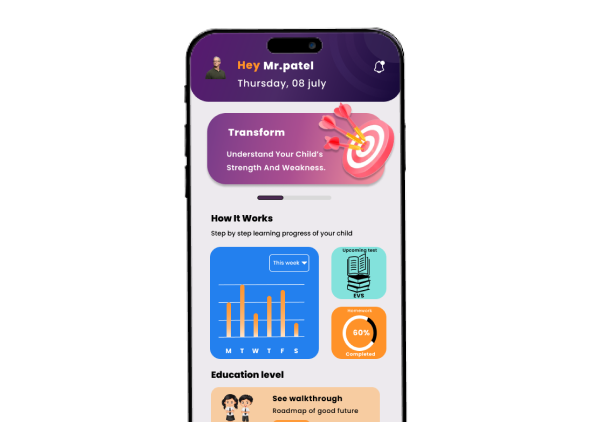 Hey Mr.patel
Thursday, 08 july
Transform
Understand Your Child's
Strength And Weakness.
How It Works
Step by step learning progress of your child
This week
M T W T F S
Upcoming test
EVS
60%
Completed
Education level
See walkthrough
Roadmap of good future